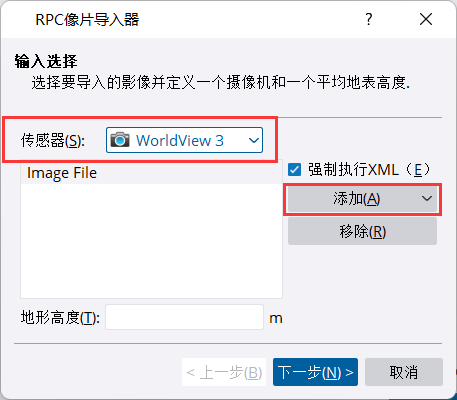 RPC像片导入器 ?
输入选择
选择要导入的影像并定义一个摄像机和一个平均地表高度.
传感器(S): WorldView 3
Image File
强制执行XML（E）
添加(A)
移除(R)
地形高度(T): m
< 上一步(B) 下一步(N) > 取消